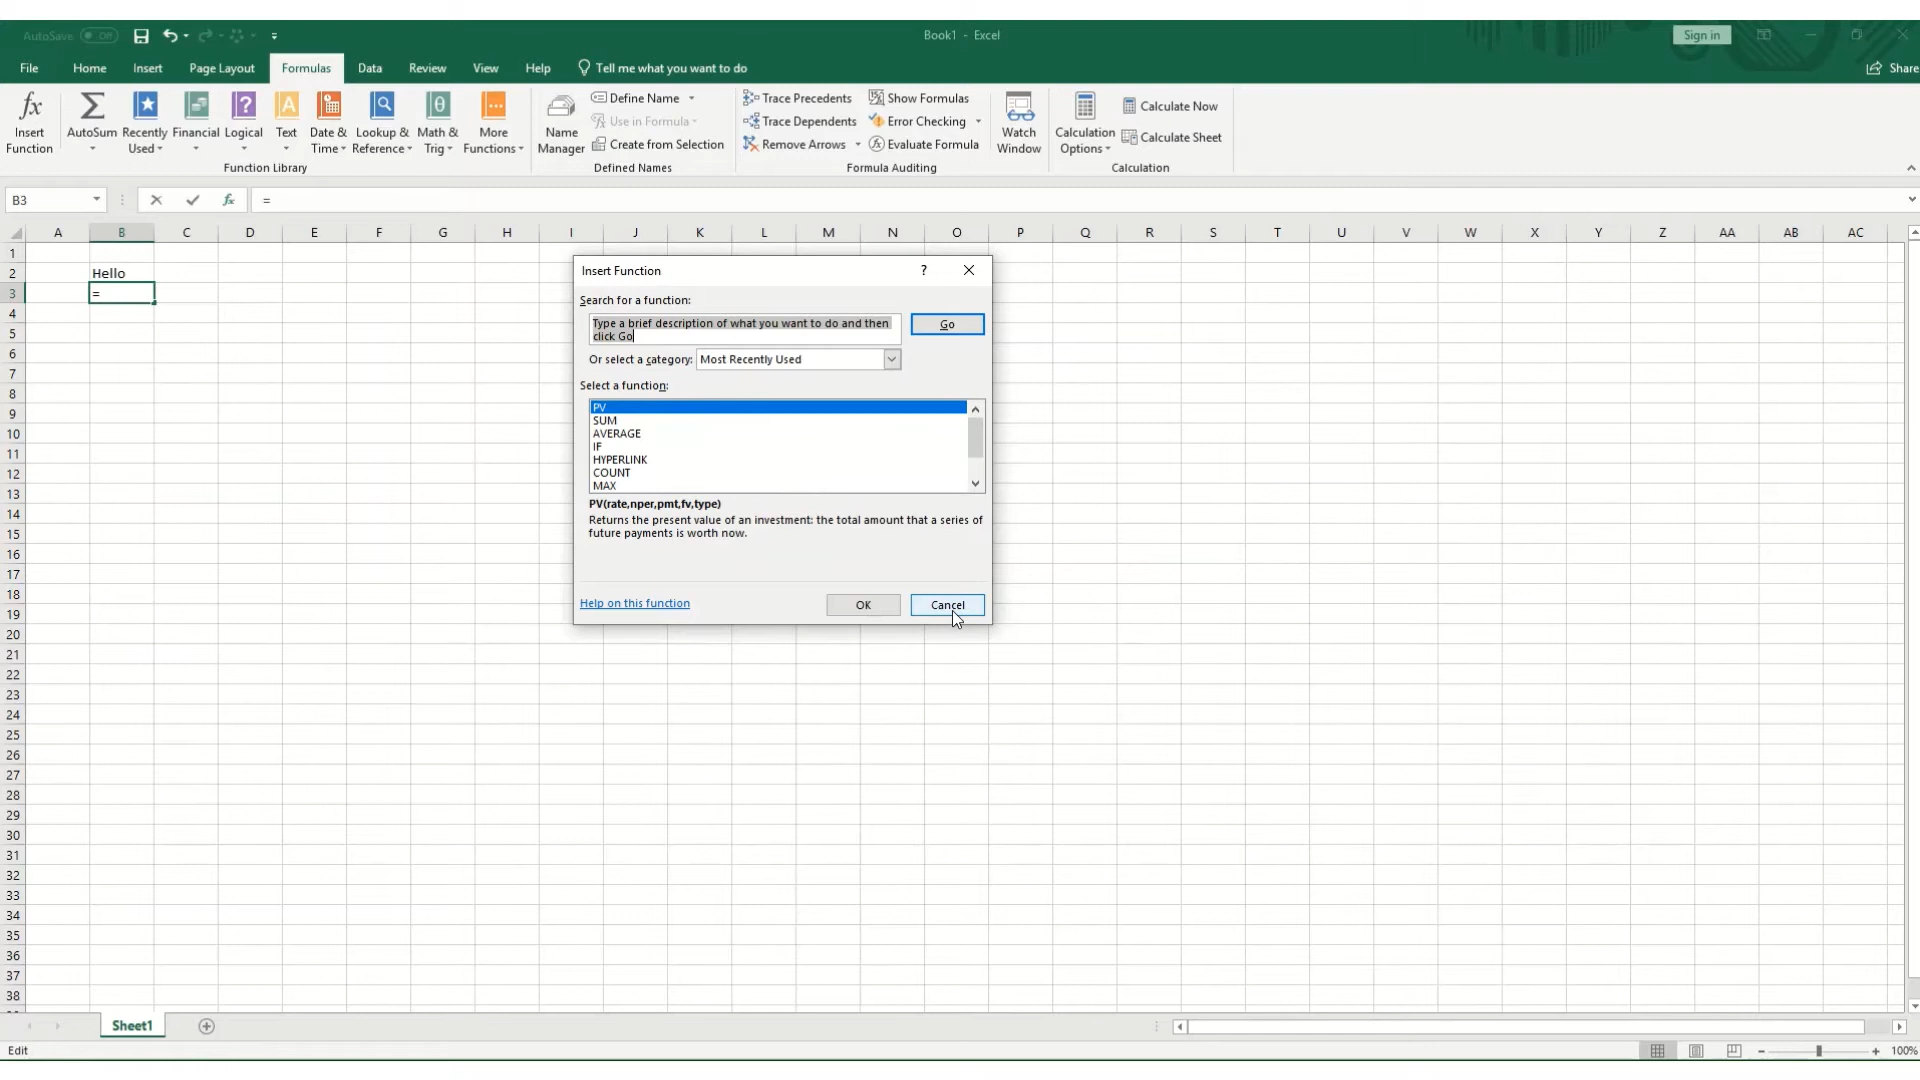 AutoSave Off
Book1 - Excel
Sign in
File Home Insert Page Layout Formulas Data Review View Help Tell me what you want to do Share
fx
Insert Function
AutoSum
Recently Used
Financial
Logical
Text
Date & Time
Lookup & Reference
Math & Trig
More Functions
Function Library
Name Manager
Define Name
Use in Formula
Create from Selection
Defined Names
Trace Precedents
Trace Dependents
Remove Arrows
Show Formulas
Error Checking
Evaluate Formula
Formula Auditing
Watch Window
Calculation Options
Calculate Now
Calculate Sheet
Calculation
B3 fx =
A B C D E F G H I J K L M N O P Q R S T U V W X Y Z AA AB AC
1
2 Hello
3 =
4
5
6
7
8
9
10
11
12
13
14
15
16
17
18
19
20
21
22
23
24
25
26
27
28
29
30
31
32
33
34
35
36
37
38
Insert Function ?
Search for a function:
Type a brief description of what you want to do and then
click Go
Go
Or select a category: Most Recently Used
Select a function:
PV
SUM
AVERAGE
IF
HYPERLINK
COUNT
MAX
PV(rate,nper,pmt,fv,type)
Returns the present value of an investment: the total amount that a series of
future payments is worth now.
Help on this function OK Cancel
Sheet1
Edit 100%